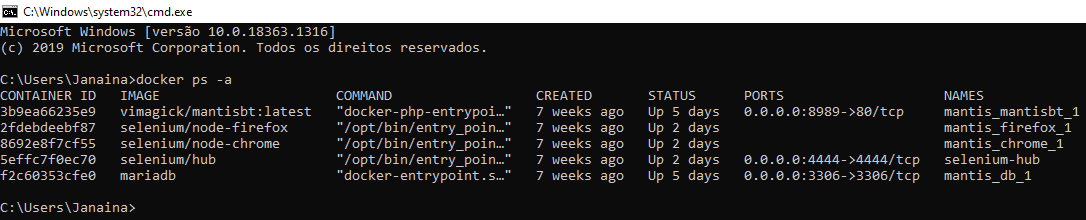 C:\Windows\system32\cmd.exe
Microsoft Windows [versão 10.0.18363.1316]
(c) 2019 Microsoft Corporation. Todos os direitos reservados.
C:\Users\Janaina>docker ps -a
CONTAINER ID   IMAGE                      COMMAND                  CREATED       STATUS      PORTS                    NAMES
3b9ea66235e9   vimagick/mantisbt:latest   "docker-php-entrypoi…"   7 weeks ago   Up 5 days   0.0.0.0:8989->80/tcp     mantis_mantisbt_1
2fdebdeebf87   selenium/node-firefox      "/opt/bin/entry_poin…"   7 weeks ago   Up 2 days                            mantis_firefox_1
8692e8f7cf55   selenium/node-chrome       "/opt/bin/entry_poin…"   7 weeks ago   Up 2 days                            mantis_chrome_1
5effc7f0ec70   selenium/hub               "/opt/bin/entry_poin…"   7 weeks ago   Up 2 days   0.0.0.0:4444->4444/tcp   selenium-hub
f2c60353cfe0   mariadb                    "docker-entrypoint.s…"   7 weeks ago   Up 5 days   0.0.0.0:3306->3306/tcp   mantis_db_1
C:\Users\Janaina>